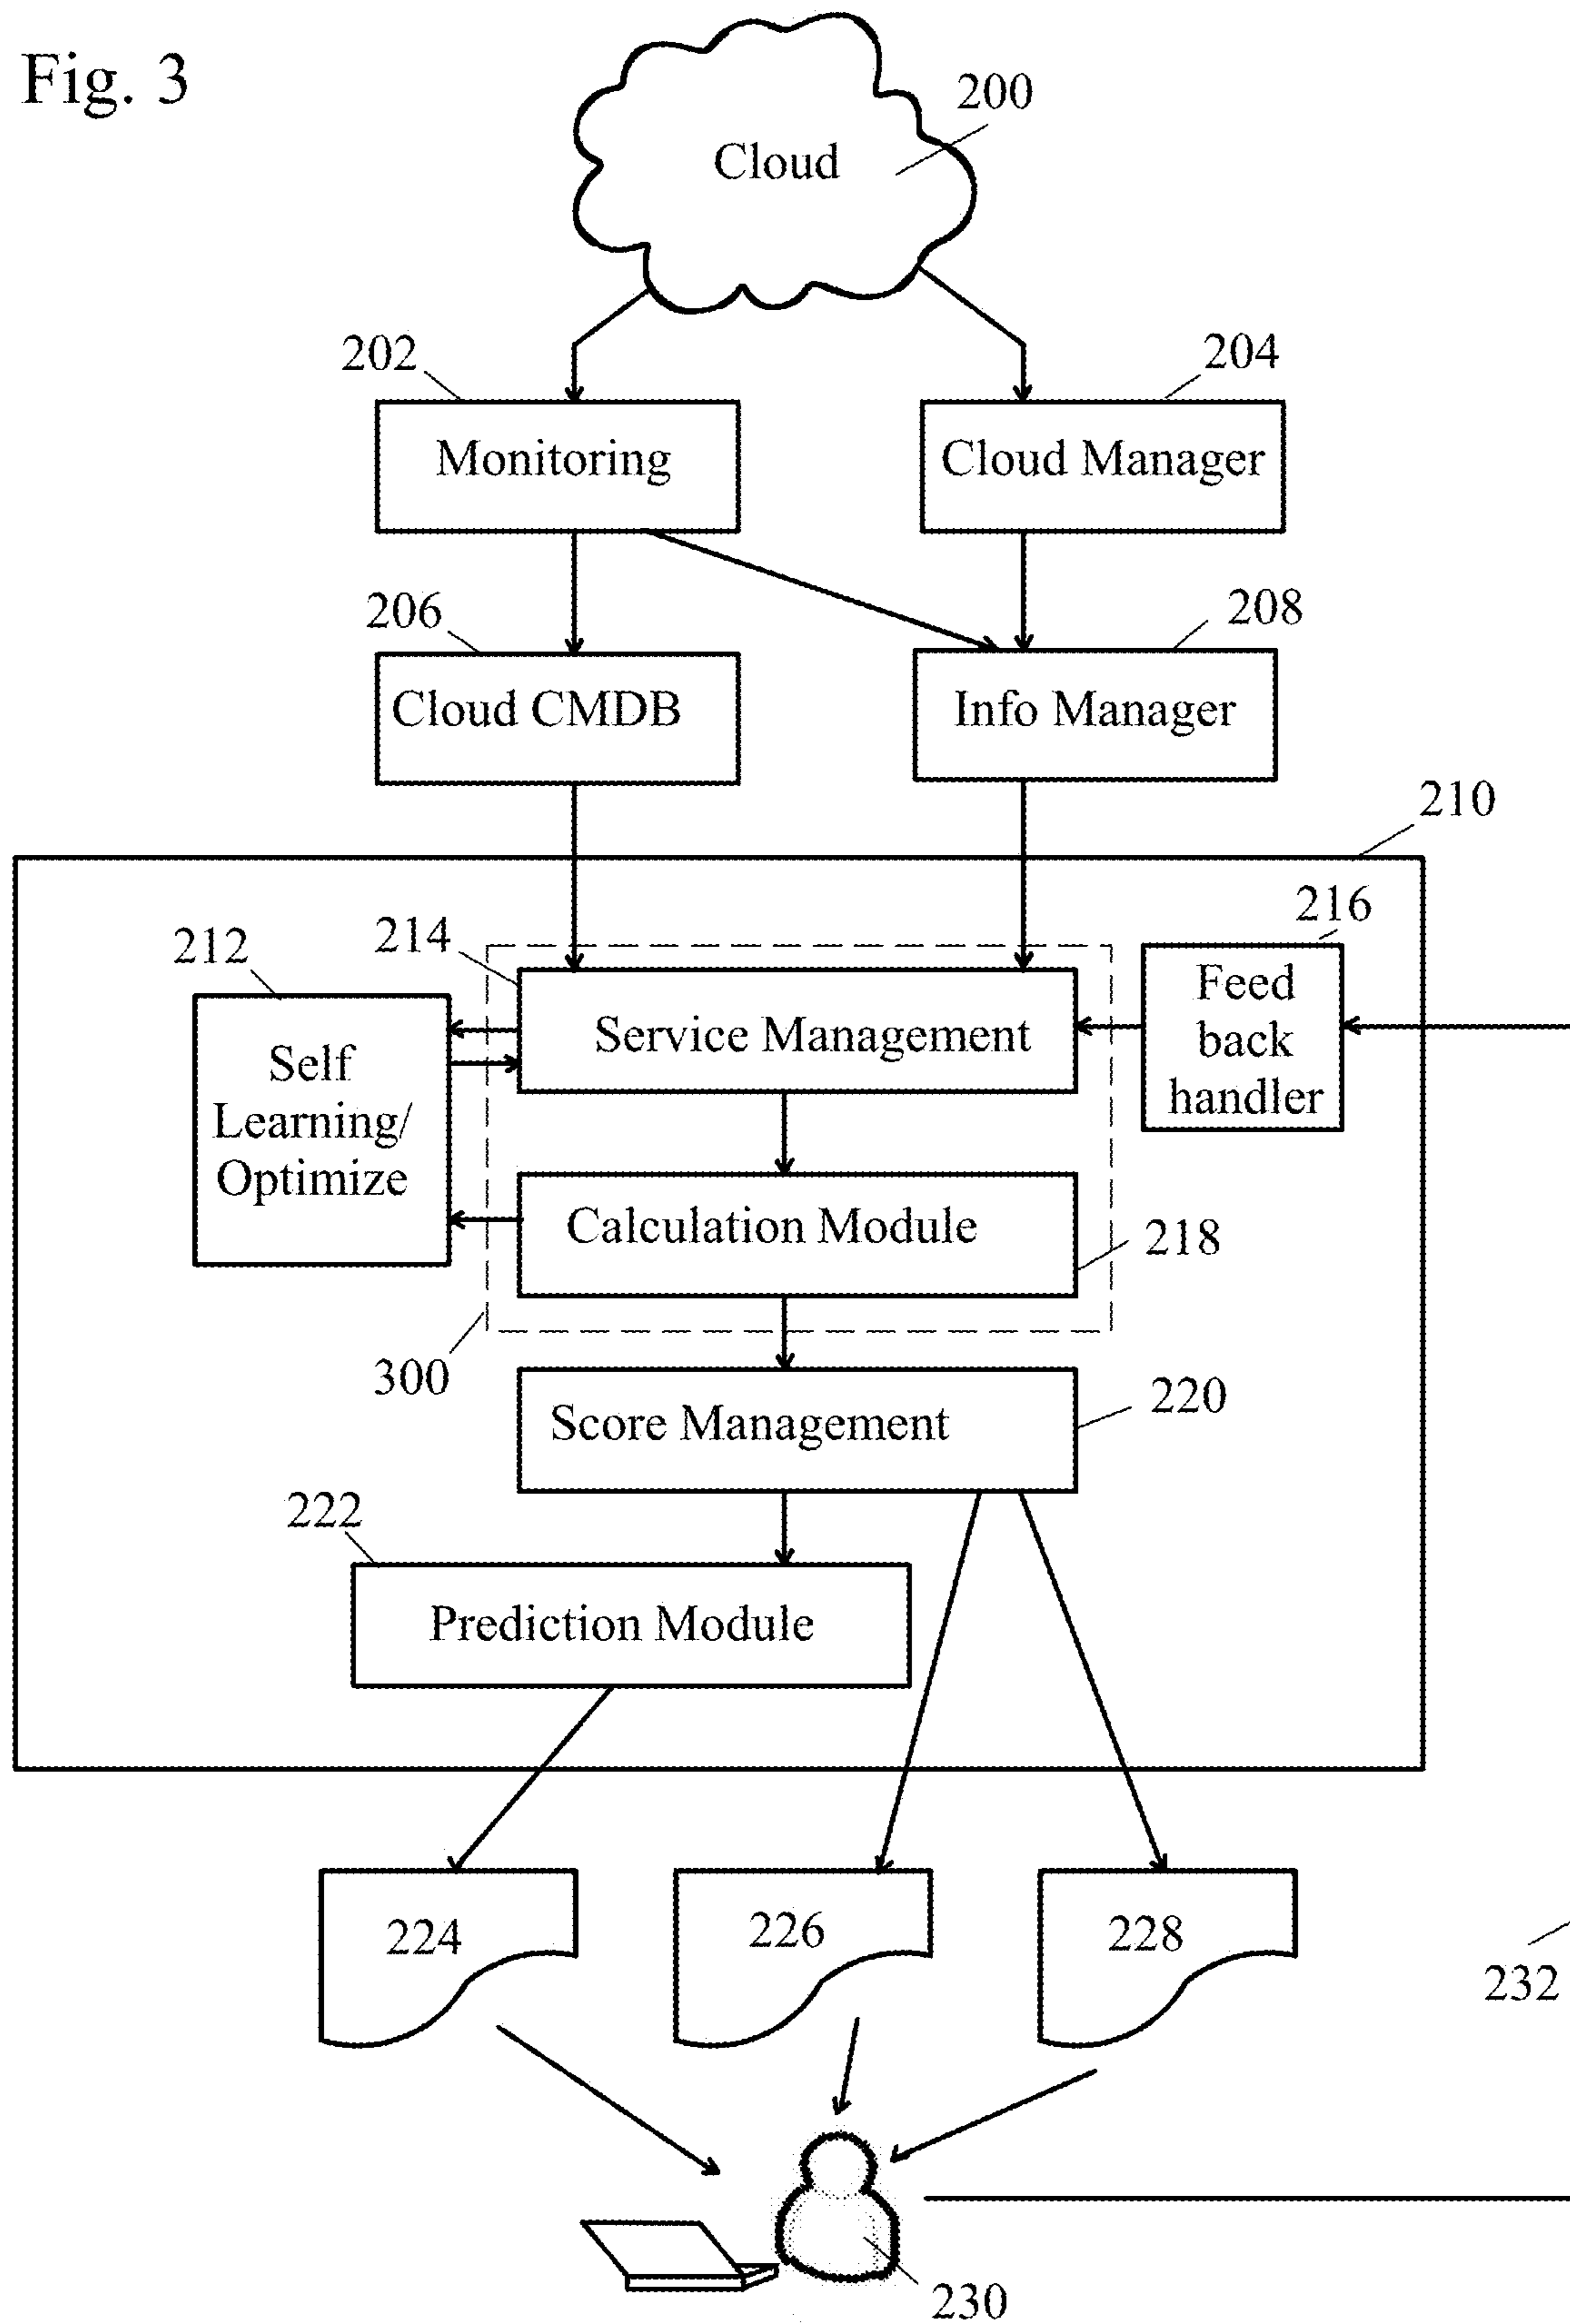 Fig. 3
200
Cloud
202
204
Monitoring
Cloud Manager
206
208
Cloud CMDB
Info Manager
210
216
214
212
Feed
back
handler
Service Management
Self
Learning/
Optimize
Calculation Module
218
300
220
Score Management
222
Prediction Module
224
226
228
232
230